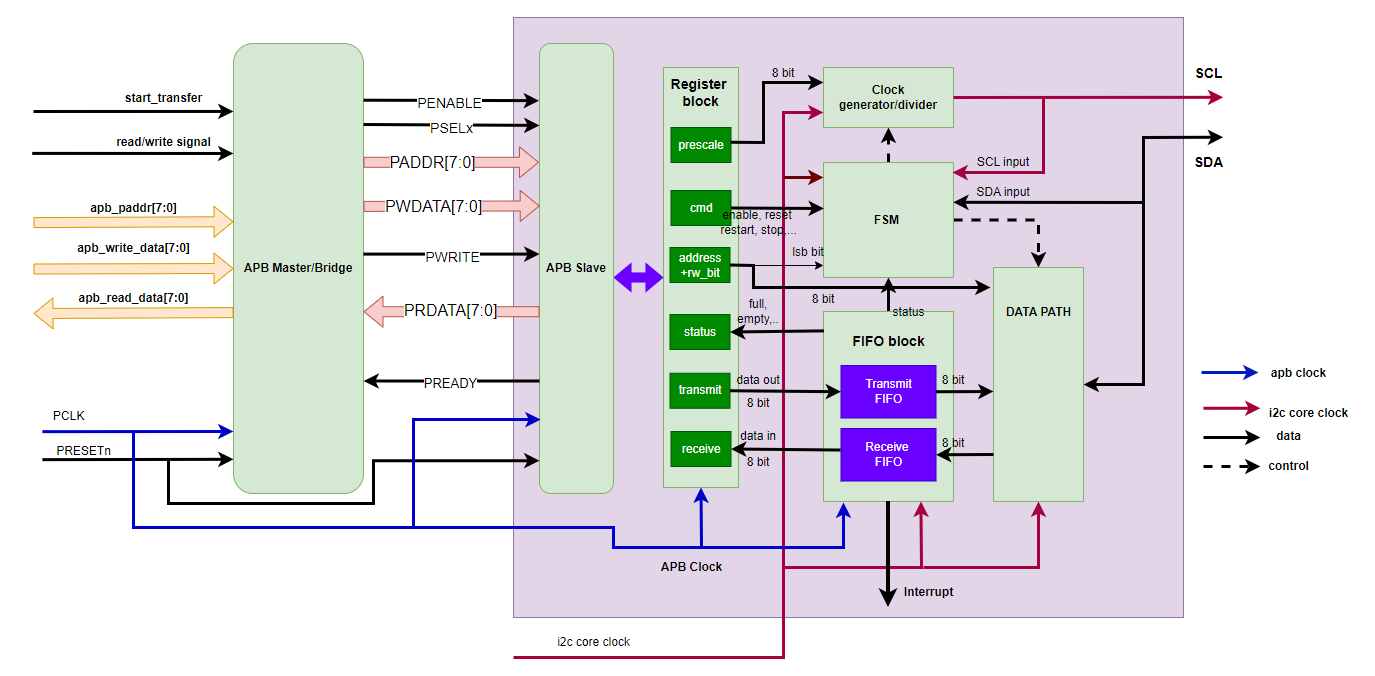 start_transfer
read/write signal
apb_paddr[7:0]
apb_write_data[7:0]
apb_read_data[7:0]
PCLK
PRESETn
APB Master/Bridge
PENABLE
PSELx
PADDR[7:0]
PWDATA[7:0]
PWRITE
PRDATA[7:0]
PREADY
APB Slave
Register
block
prescale
cmd
address
+rw_bit
status
transmit
receive
8 bit
enable, reset
restart, stop,...
lsb bit
8 bit
full,
empty,..
status
data out
8 bit
data in
8 bit
Clock
generator/divider
FSM
SCL input
SDA input
FIFO block
Transmit
FIFO
Receive
FIFO
8 bit
8 bit
DATA PATH
SCL
SDA
APB Clock
Interrupt
i2c core clock
apb clock
i2c core clock
data
control